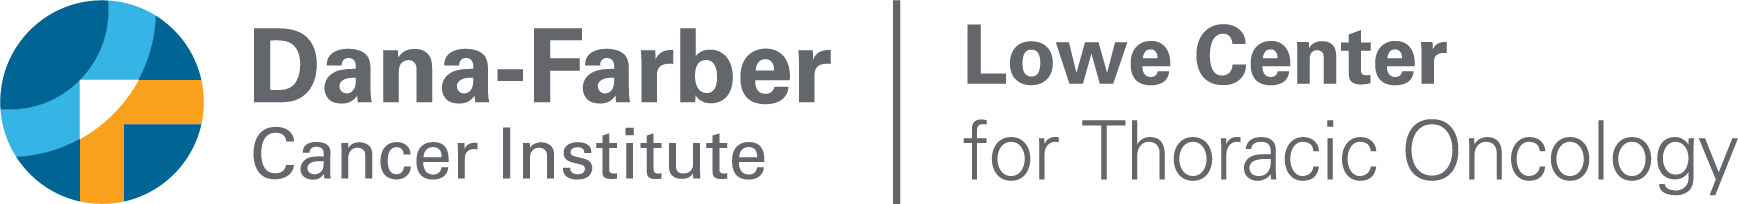 Dana-Farber
Cancer Institute
Lowe Center
for Thoracic Oncology